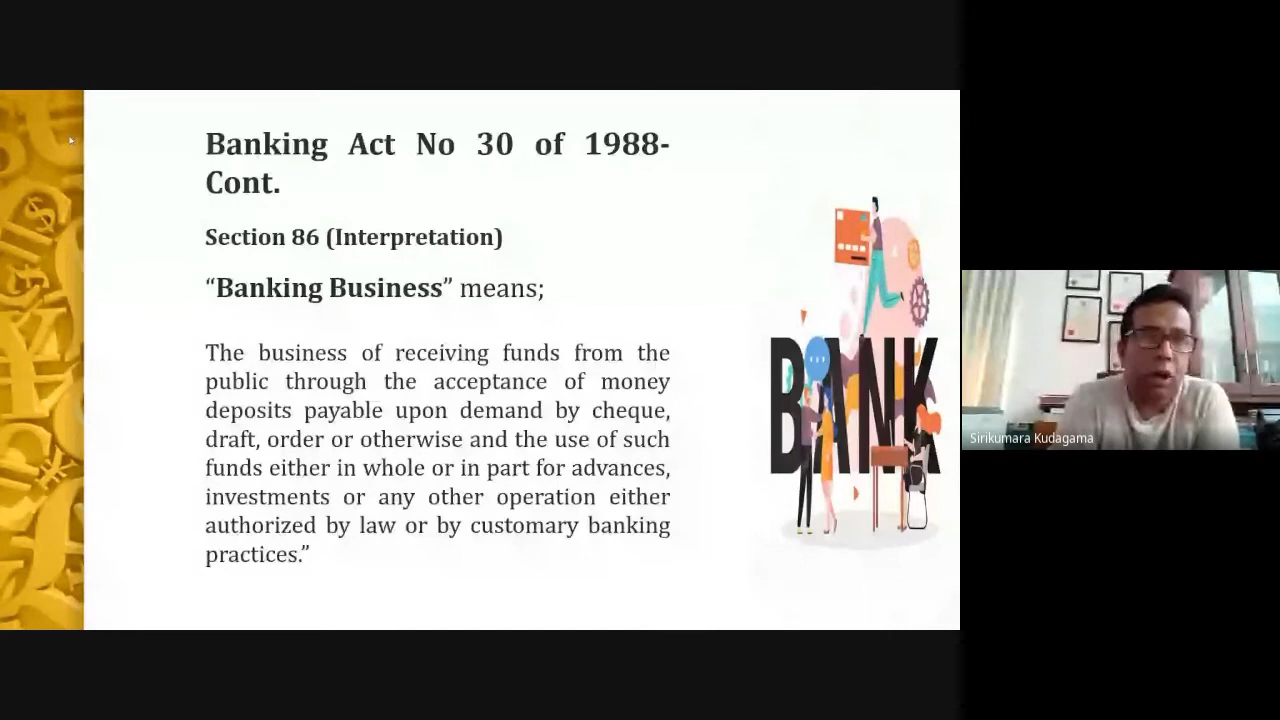 Banking Act No 30 of 1988-
Cont.
Section 86 (Interpretation)
“Banking Business” means;
The business of receiving funds from the
public through the acceptance of money
deposits payable upon demand by cheque,
draft, order or otherwise and the use of such
funds either in whole or in part for advances,
investments or any other operation either
authorized by law or by customary banking
practices.”
BANK
Sirikumara Kudagama